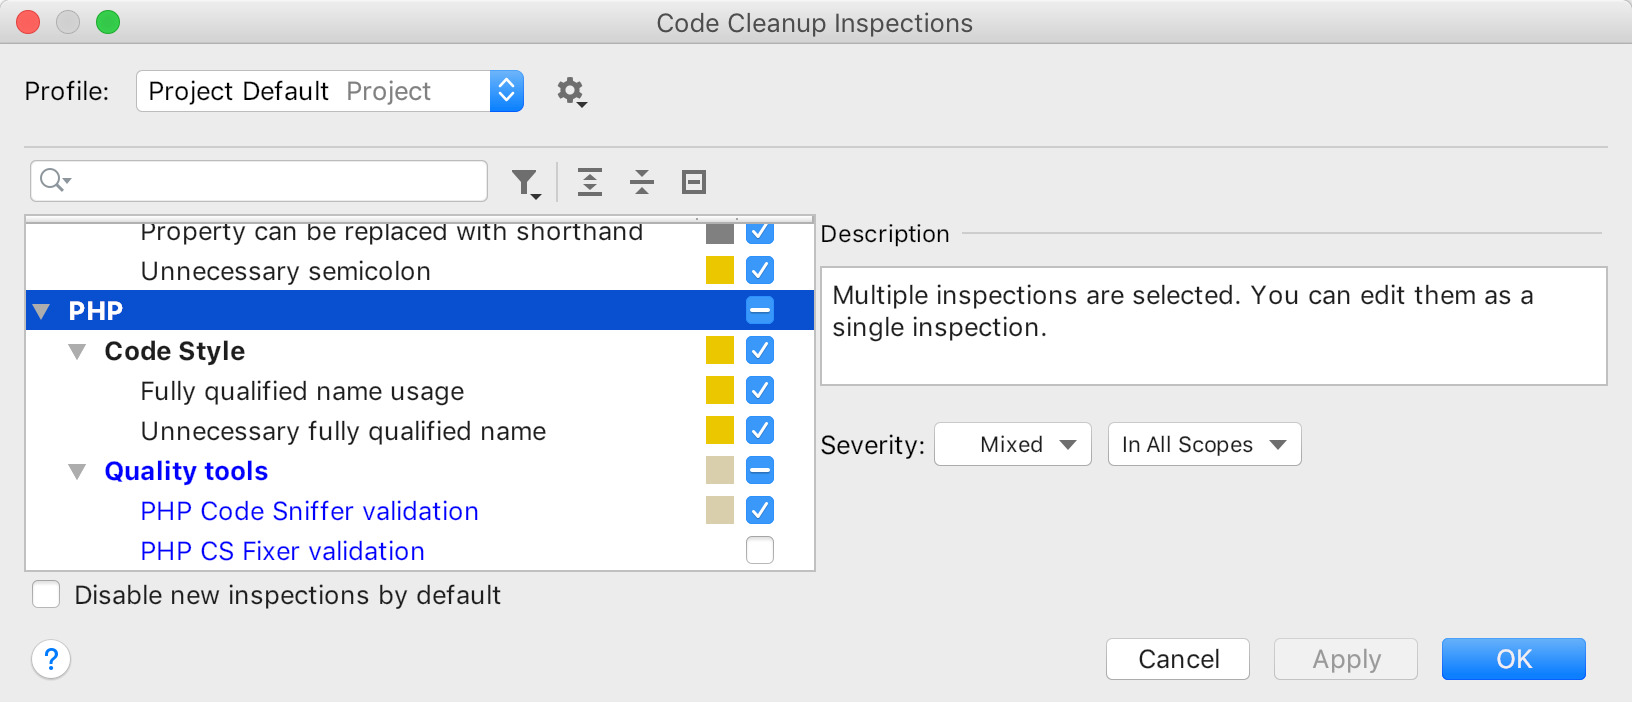 Code Cleanup Inspections
Profile: Project Default Project
Property can be replaced with shorthand
Unnecessary semicolon
PHP
Code Style
Fully qualified name usage
Unnecessary fully qualified name
Quality tools
PHP Code Sniffer validation
PHP CS Fixer validation
Disable new inspections by default
Description
Multiple inspections are selected. You can edit them as a
single inspection.
Severity: Mixed In All Scopes
?
Cancel Apply OK